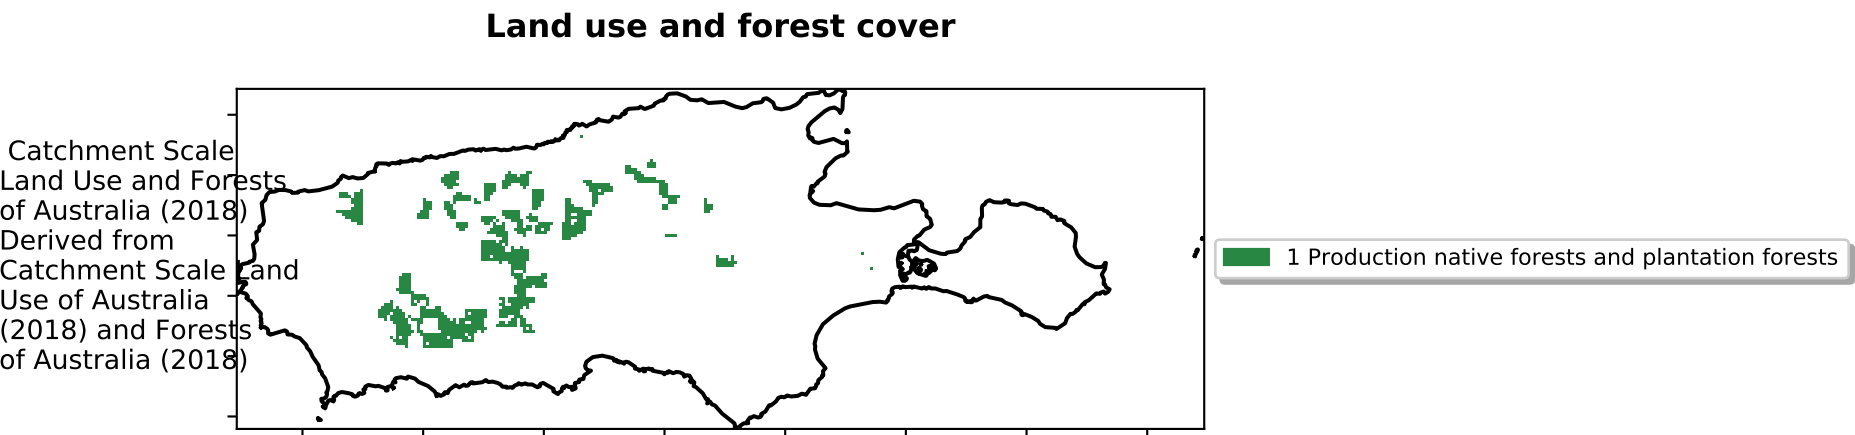 Land use and forest cover
Catchment Scale
Land Use and Forests
of Australia (2018)
Derived from
Catchment Scale Land
Use of Australia
(2018) and Forests
of Australia (2018)
1 Production native forests and plantation forests